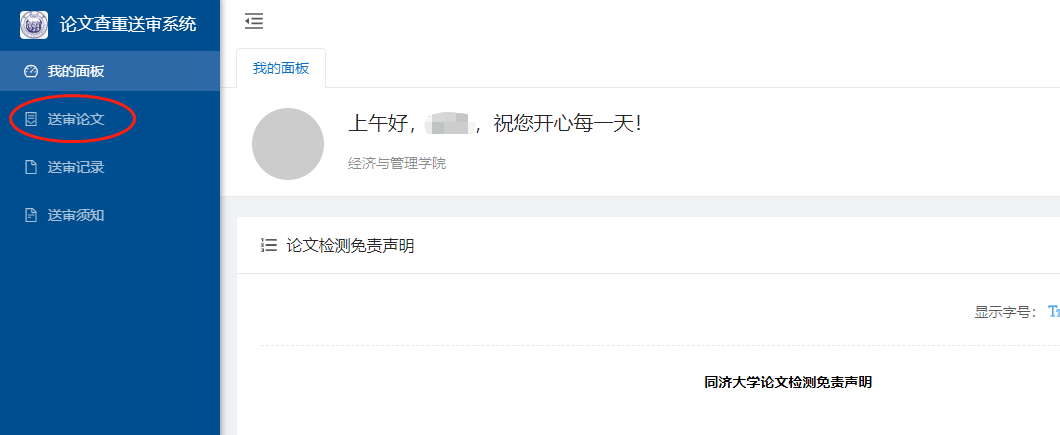 论文查重送审系统
我的面板
送审论文
送审记录
送审须知
我的面板
上午好，，祝您开心每一天！
经济与管理学院
论文检测免责声明
显示字号：
同济大学论文检测免责声明